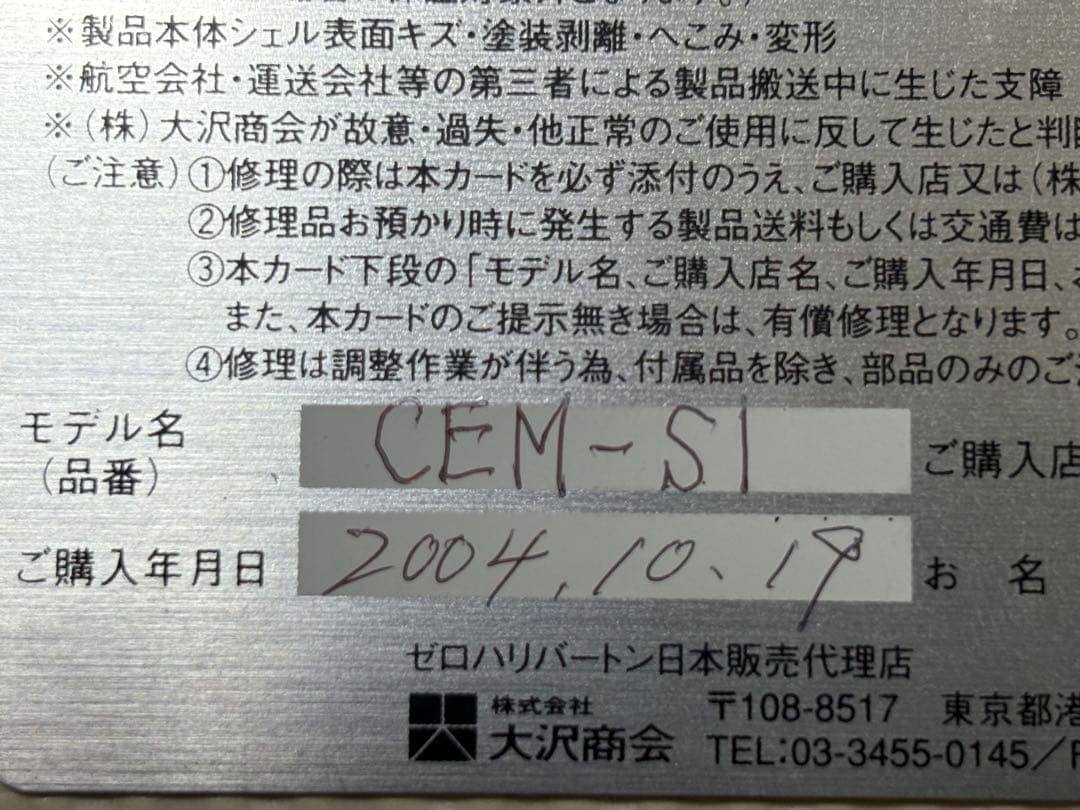 ※製品本体シェル表面キズ・塗装剥離・へこみ・変形
※航空会社・運送会社等の第三者による製品搬送中に生じた支障
※(株)大沢商会が故意・過失・他正常のご使用に反して生じたと判
(ご注意)①修理の際は本カードを必ず添付のうえ、ご購入店又は(株
②修理品お預かり時に発生する製品送料もしくは交通費は
③本カード下段の「モデル名、ご購入店名、ご購入年月日、
また、本カードのご提示無き場合は、有償修理となります。
④修理は調整作業が伴う為、付属品を除き、部品のみのご
モデル名
(品番)
CEM-S1
ご購入店
ご購入年月日
2004.10.19
お 名
ゼロハリバートン日本販売代理店
株式会社
大沢商会
〒108-8517 東京都港
TEL:03-3455-0145/F